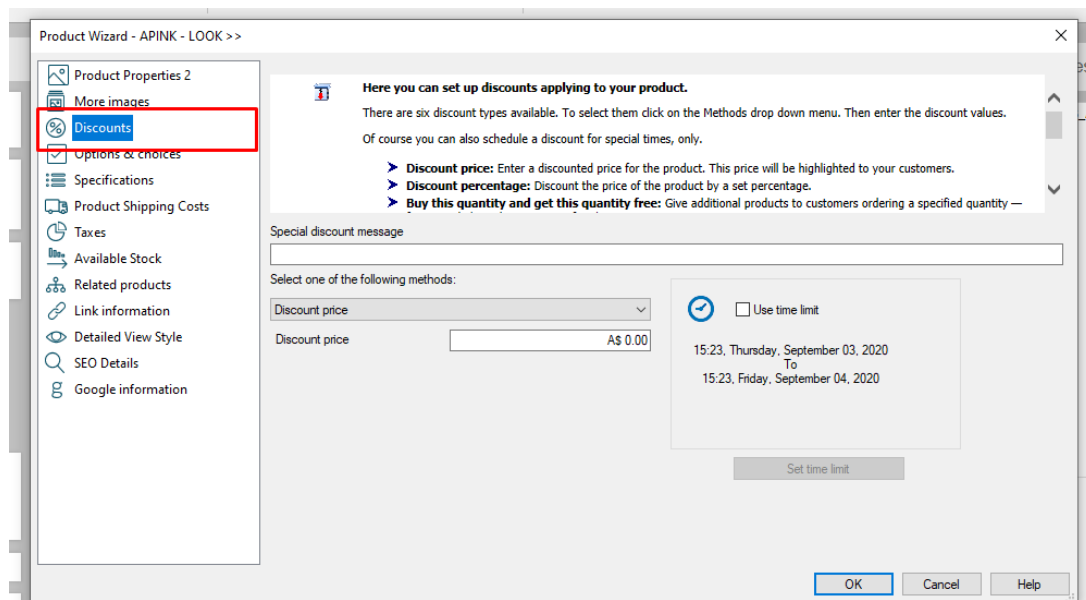 Product Wizard - APINK - LOOK >>
Product Properties 2
More images
Discounts
Options & choices
Specifications
Product Shipping Costs
Taxes
Available Stock
Related products
Link information
Detailed View Style
SEO Details
Google information
Here you can set up discounts applying to your product.
There are six discount types available. To select them click on the Methods drop down menu. Then enter the discount values.
Of course you can also schedule a discount for special times, only.
Discount price: Enter a discounted price for the product. This price will be highlighted to your customers.
Discount percentage: Discount the price of the product by a set percentage.
Buy this quantity and get this quantity free: Give additional products to customers ordering a specified quantity —
Special discount message
Select one of the following methods:
Discount price
Discount price
A$ 0.00
Use time limit
15:23, Thursday, September 03, 2020
To
15:23, Friday, September 04, 2020
Set time limit
OK
Cancel
Help